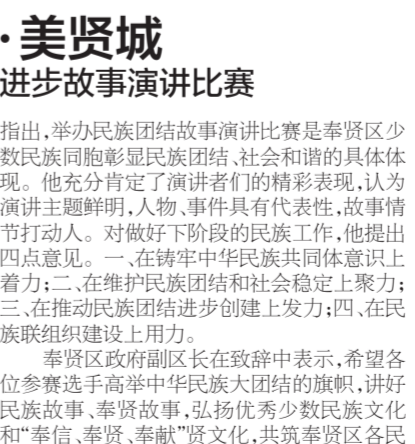 ·美贤城
进步故事演讲比赛
指出，举办民族团结故事演讲比赛是奉贤区少
数民族同胞彰显民族团结、社会和谐的具体体
现。他充分肯定了演讲者们的精彩表现，认为
演讲主题鲜明，人物、事件具有代表性，故事情
节打动人。对做好下阶段的民族工作，他提出
四点意见。一、在铸牢中华民族共同体意识上
着力；二、在维护民族团结和社会稳定上聚力；
三、在推动民族团结进步创建上发力；四、在民
族联组织建设上用力。
奉贤区政府副区长在致辞中表示，希望各
位参赛选手高举中华民族大团结的旗帜，讲好
民族故事、奉贤故事，弘扬优秀少数民族文化
和“奉信、奉贤、奉献”贤文化，共筑奉贤区各民